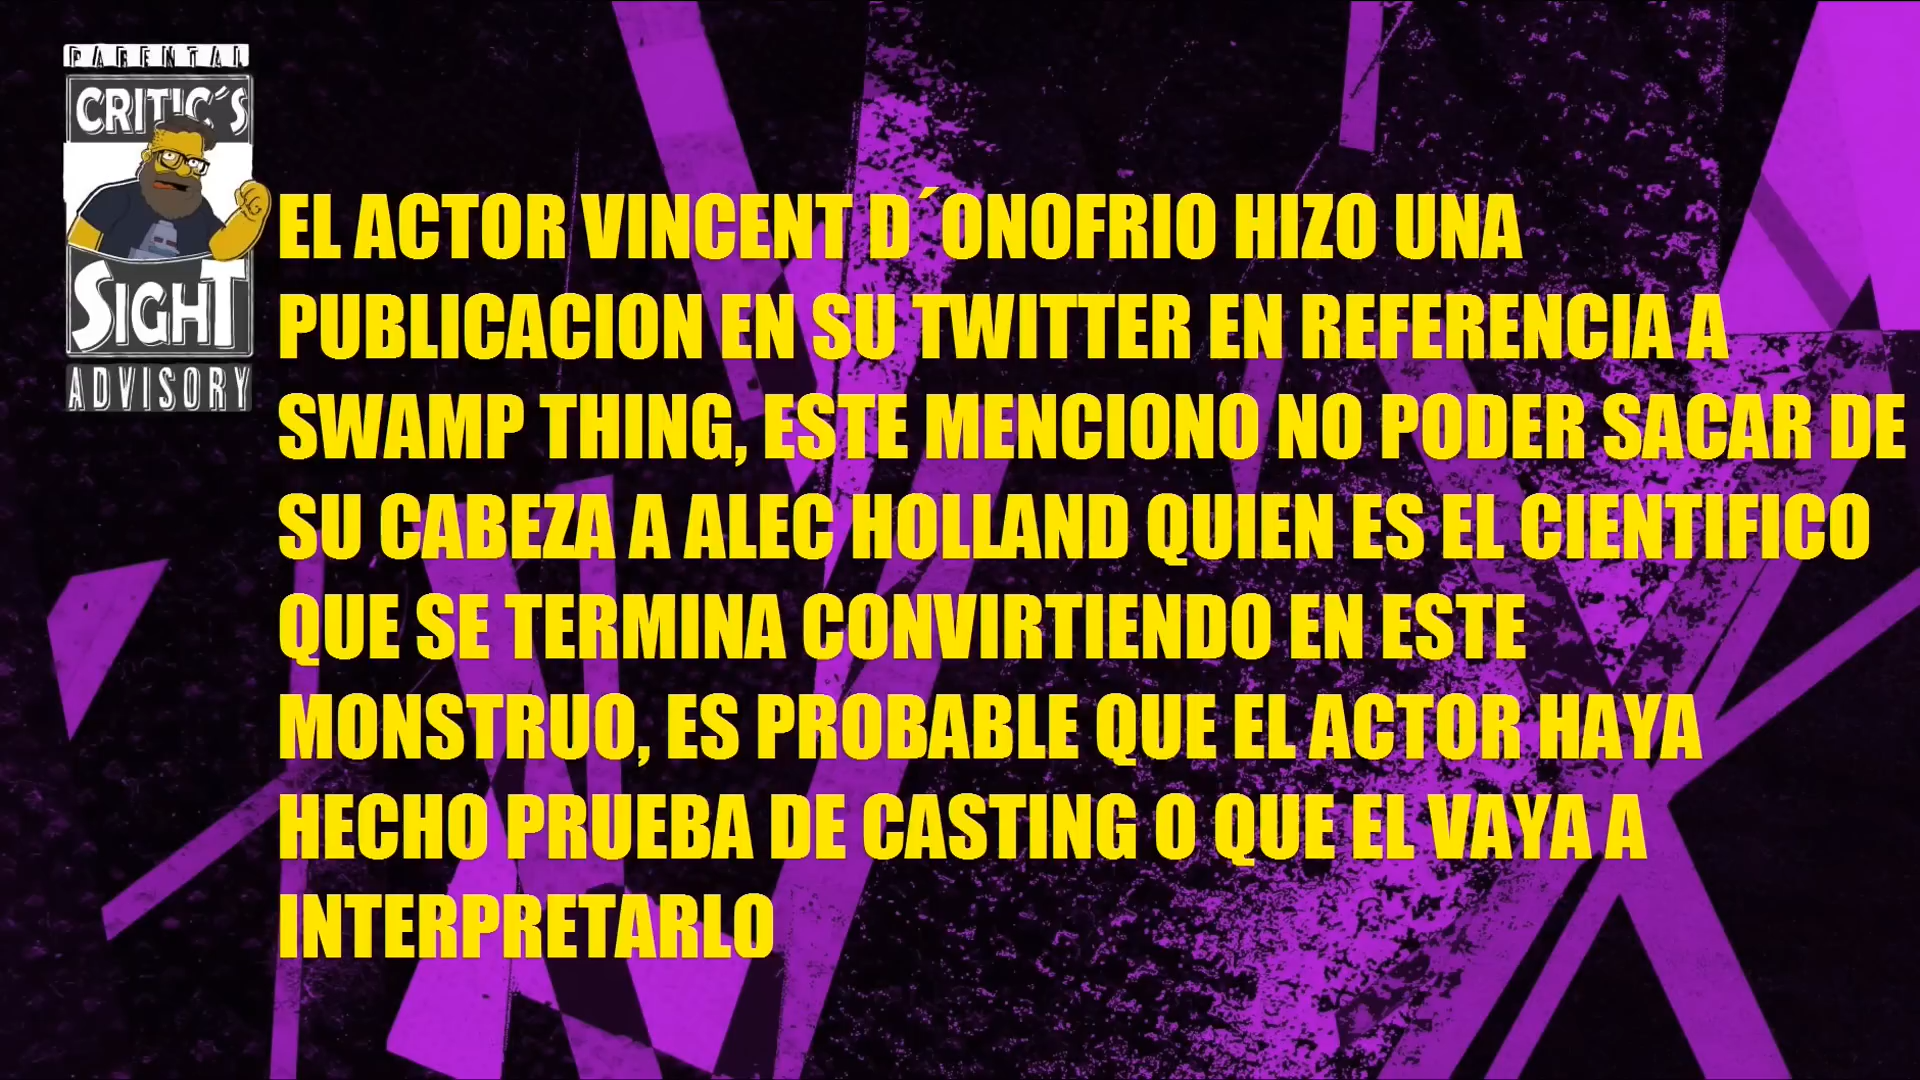 PARENTAL
CRITIC´S
SIGHT
ADVISORY
EL ACTOR VINCENT D´ONOFRIO HIZO UNA
PUBLICACION EN SU TWITTER EN REFERENCIA A
SWAMP THING, ESTE MENCIONO NO PODER SACAR DE
SU CABEZA A ALEC HOLLAND QUIEN ES EL CIENTIFICO
QUE SE TERMINA CONVIRTIENDO EN ESTE
MONSTRUO, ES PROBABLE QUE EL ACTOR HAYA
HECHO PRUEBA DE CASTING O QUE EL VAYA A
INTERPRETARLO